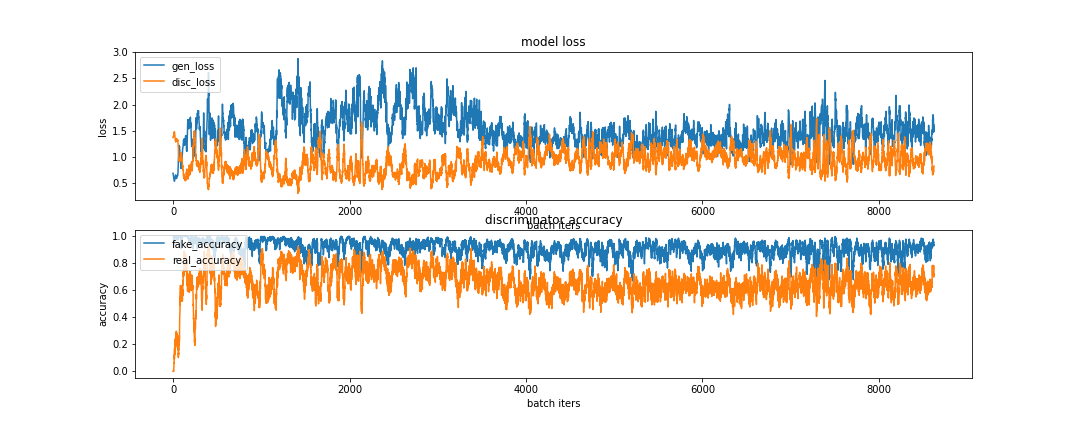 model loss
3.0
2.5
2.0
1.5
1.0
0.5
loss
gen_loss
disc_loss
0 2000 4000 6000 8000
batch iters
discriminator accuracy
1.0
0.8
0.6
0.4
0.2
0.0
accuracy
fake_accuracy
real_accuracy
0 2000 4000 6000 8000
batch iters